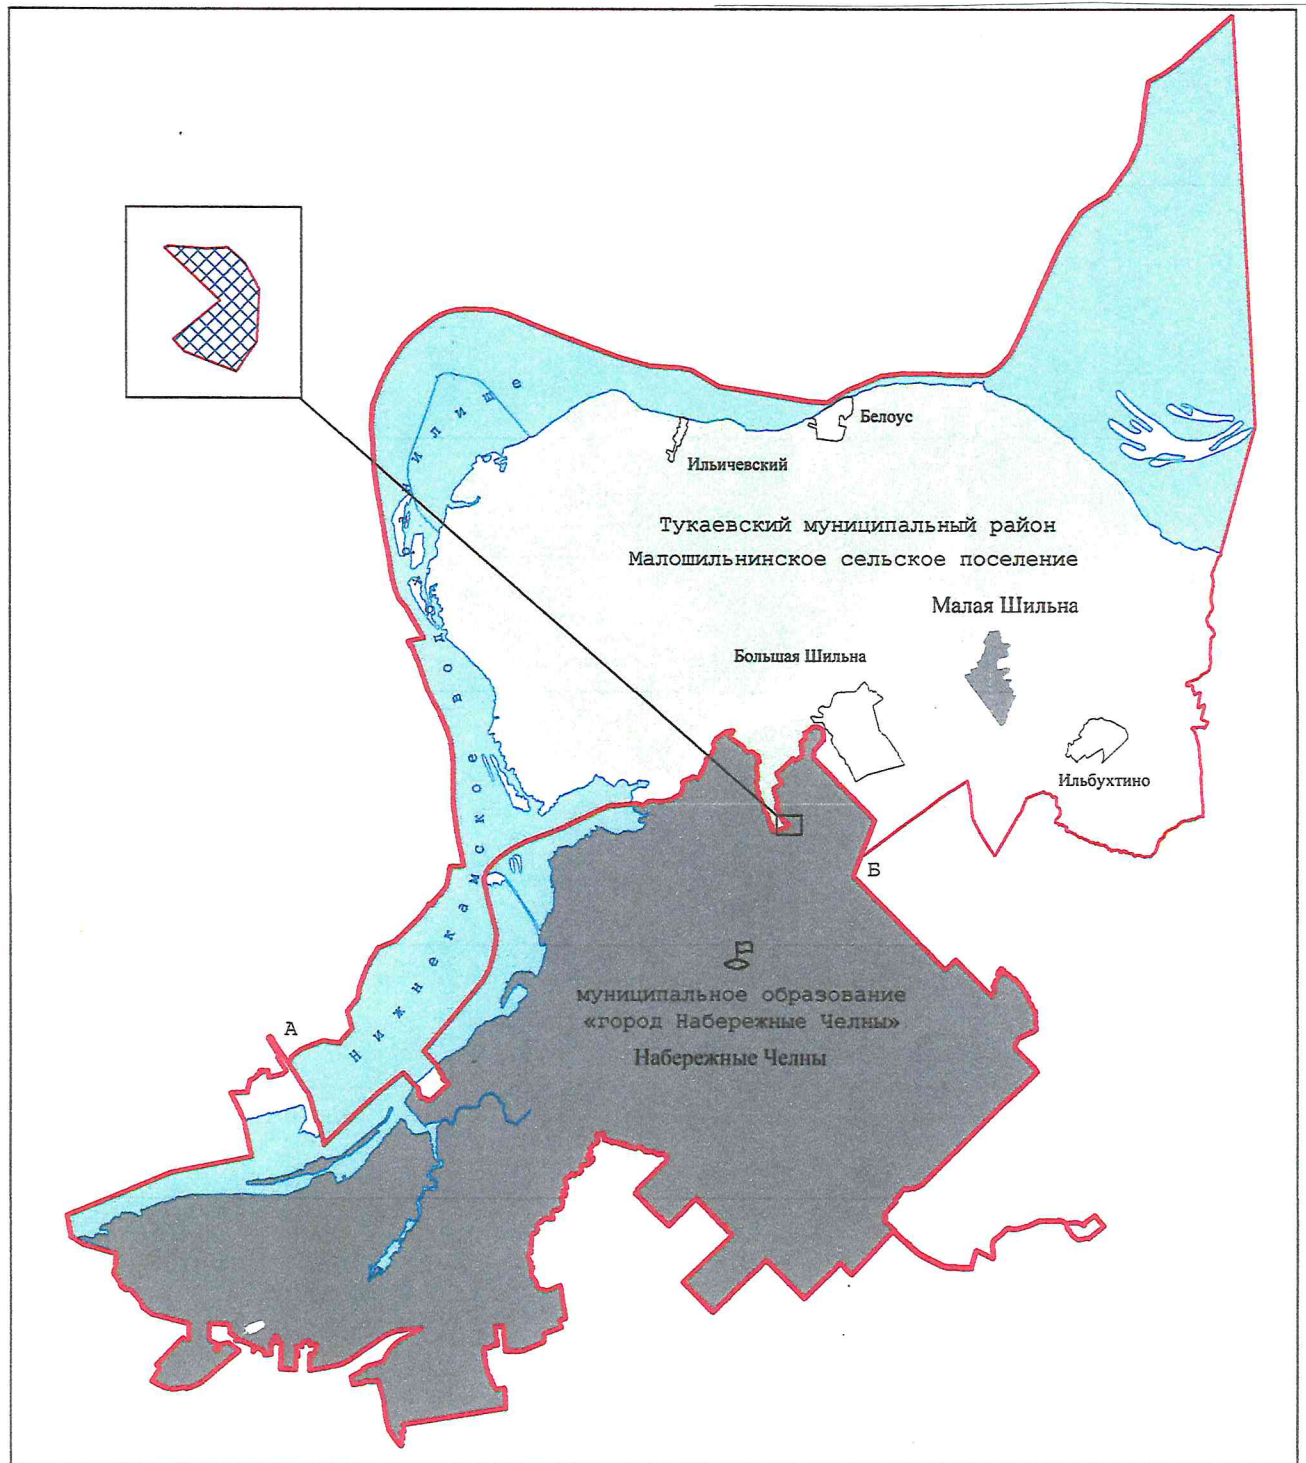 Белоус
Ильичевский
Тукаевский муниципальный район
Малошильнинское сельское поселение
Малая Шильна
Большая Шильна
Ильбухтино
Б
Нижнекамское водохранилище
муниципальное образование
«город Набережные Челны»
Набережные Челны
А